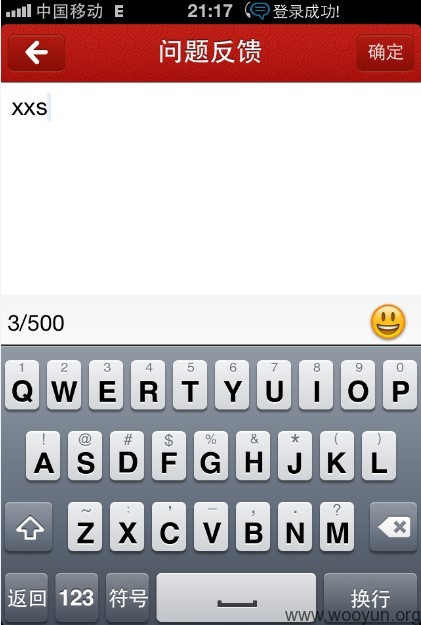 中国移动 E 21:17 登录成功!
问题反馈 确定
xxs
3/500
1 2 3 4 5 6 7 8 9 0
Q W E R T Y U I O P
! @ # $ % & * ( )
A S D F G H J K L
~ : ' _ , . ?
Z X C V B N M
返回 123 符号 换行
www.wooyun.org